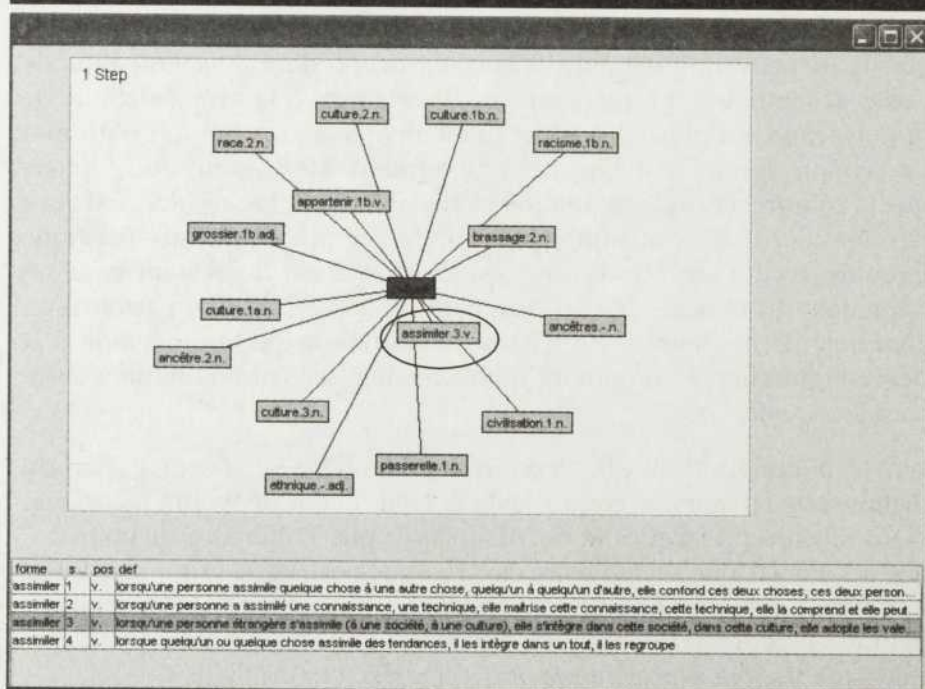 1 Step
culture.2.n.
culture.1b.n.
race.2.n.
racisme.1b.n.
appartenir.1b.v.
grossier.1b.adj.
brassage.2.n.
culture.1a.n.
assimiler.3.v.
ancêtres.-.n.
ancêtre.2.n.
culture.3.n.
civilisation.1.n.
passerelle.1.n.
ethnique.-.adj.
forme s... pos def
assimiler 1 v. lorsqu'une personne assimile quelque chose à une autre chose, quelqu'un à quelqu'un d'autre, elle confond ces deux choses, ces deux person...
assimiler 2 v. lorsqu'une personne a assimilé une connaissance, une technique, elle maîtrise cette connaissance, cette technique, elle la comprend et elle peut...
assimiler 3 v. lorsqu'une personne étrangère s'assimile (à une société, à une culture), elle s'intègre dans cette société, dans cette culture, elle adopte les vale...
assimiler 4 v. lorsque quelqu'un ou quelque chose assimile des tendances, il les intègre dans un tout, il les regroupe